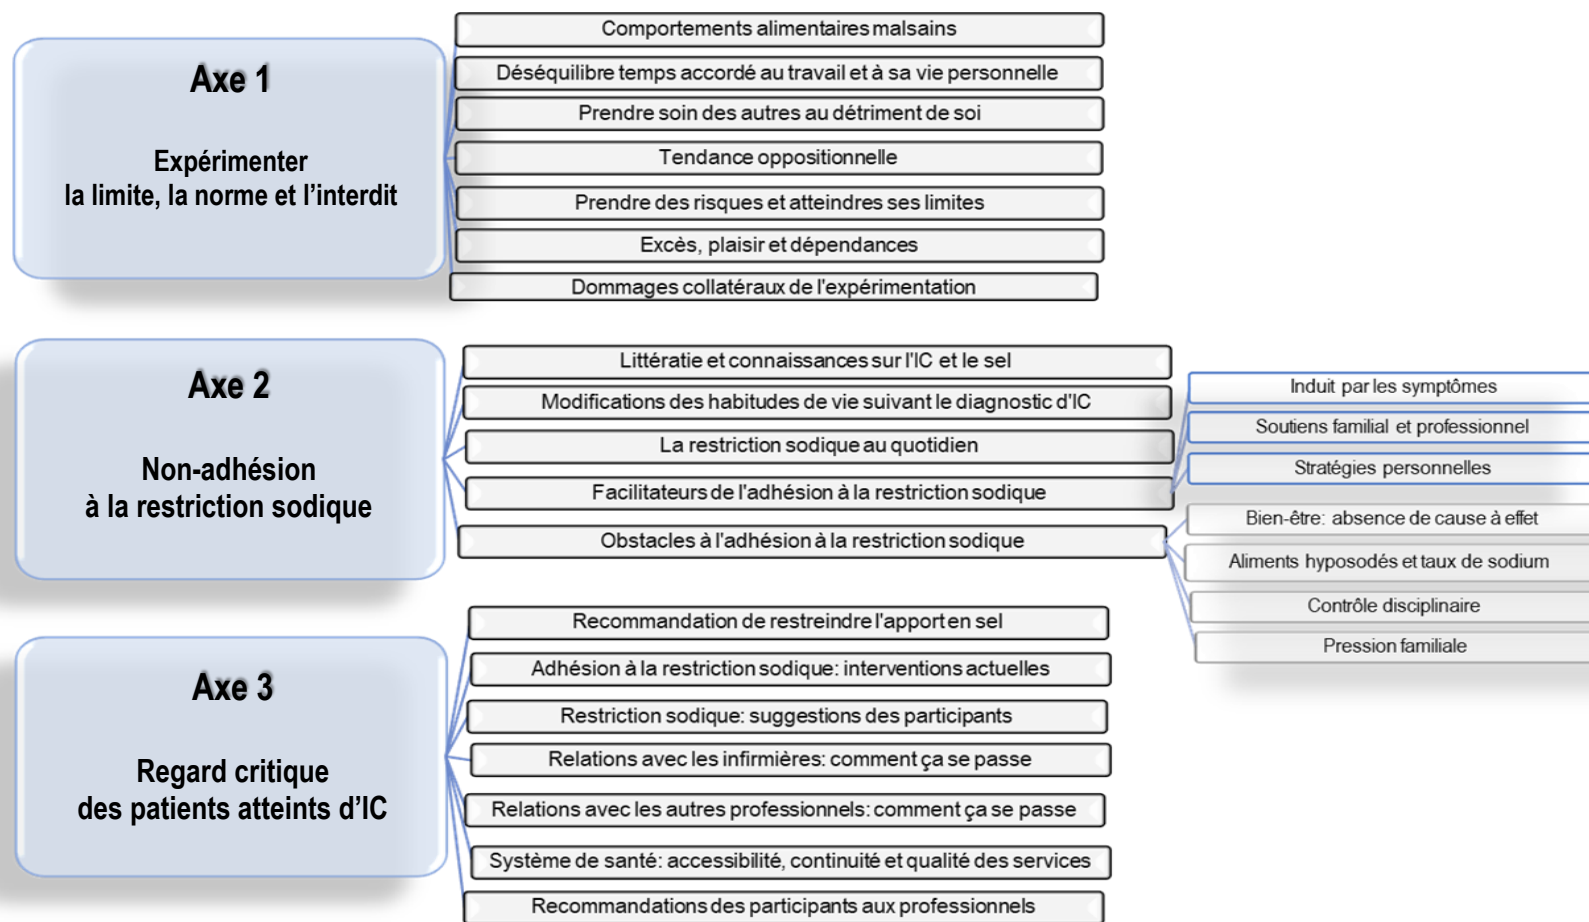 Axe 1
Expérimenter
la limite, la norme et l'interdit
Comportements alimentaires malsains
Déséquilibre temps accordé au travail et à sa vie personnelle
Prendre soin des autres au détriment de soi
Tendance oppositionnelle
Prendre des risques et atteindres ses limites
Excès, plaisir et dépendances
Dommages collatéraux de l'expérimentation
Axe 2
Non-adhésion
à la restriction sodique
Littératie et connaissances sur l'IC et le sel
Modifications des habitudes de vie suivant le diagnostic d'IC
La restriction sodique au quotidien
Facilitateurs de l'adhésion à la restriction sodique
Induit par les symptômes
Soutiens familial et professionnel
Stratégies personnelles
Obstacles à l'adhésion à la restriction sodique
Bien-être: absence de cause à effet
Aliments hyposodés et taux de sodium
Contrôle disciplinaire
Pression familiale
Axe 3
Regard critique
des patients atteints d'IC
Recommandation de restreindre l'apport en sel
Adhésion à la restriction sodique: interventions actuelles
Restriction sodique: suggestions des participants
Relations avec les infirmières: comment ça se passe
Relations avec les autres professionnels: comment ça se passe
Système de santé: accessibilité, continuité et qualité des services
Recommandations des participants aux professionnels